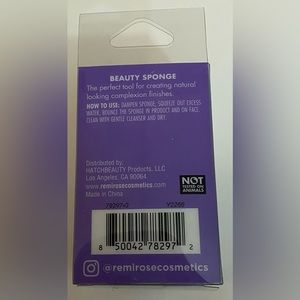 BEAUTY SPONGE
The perfect tool for creating natural
looking complexion finishes.
HOW TO USE: DAMPEN SPONGE, SQUEEZE OUT EXCESS
WATER, BOUNCE THE SPONGE IN PRODUCT AND ON FACE
CLEAN WITH GENTLE CLEANSER AND DRY.
Distributed by:
HATCHBEAUTY Products, LLC
Los Angeles, CA 90064
www.remirosecosmetics.com
Made in China
NOT
TESTED ON
ANIMALS
78297-2 Y2266
8 50042 78297 2
@remirosecosmetics